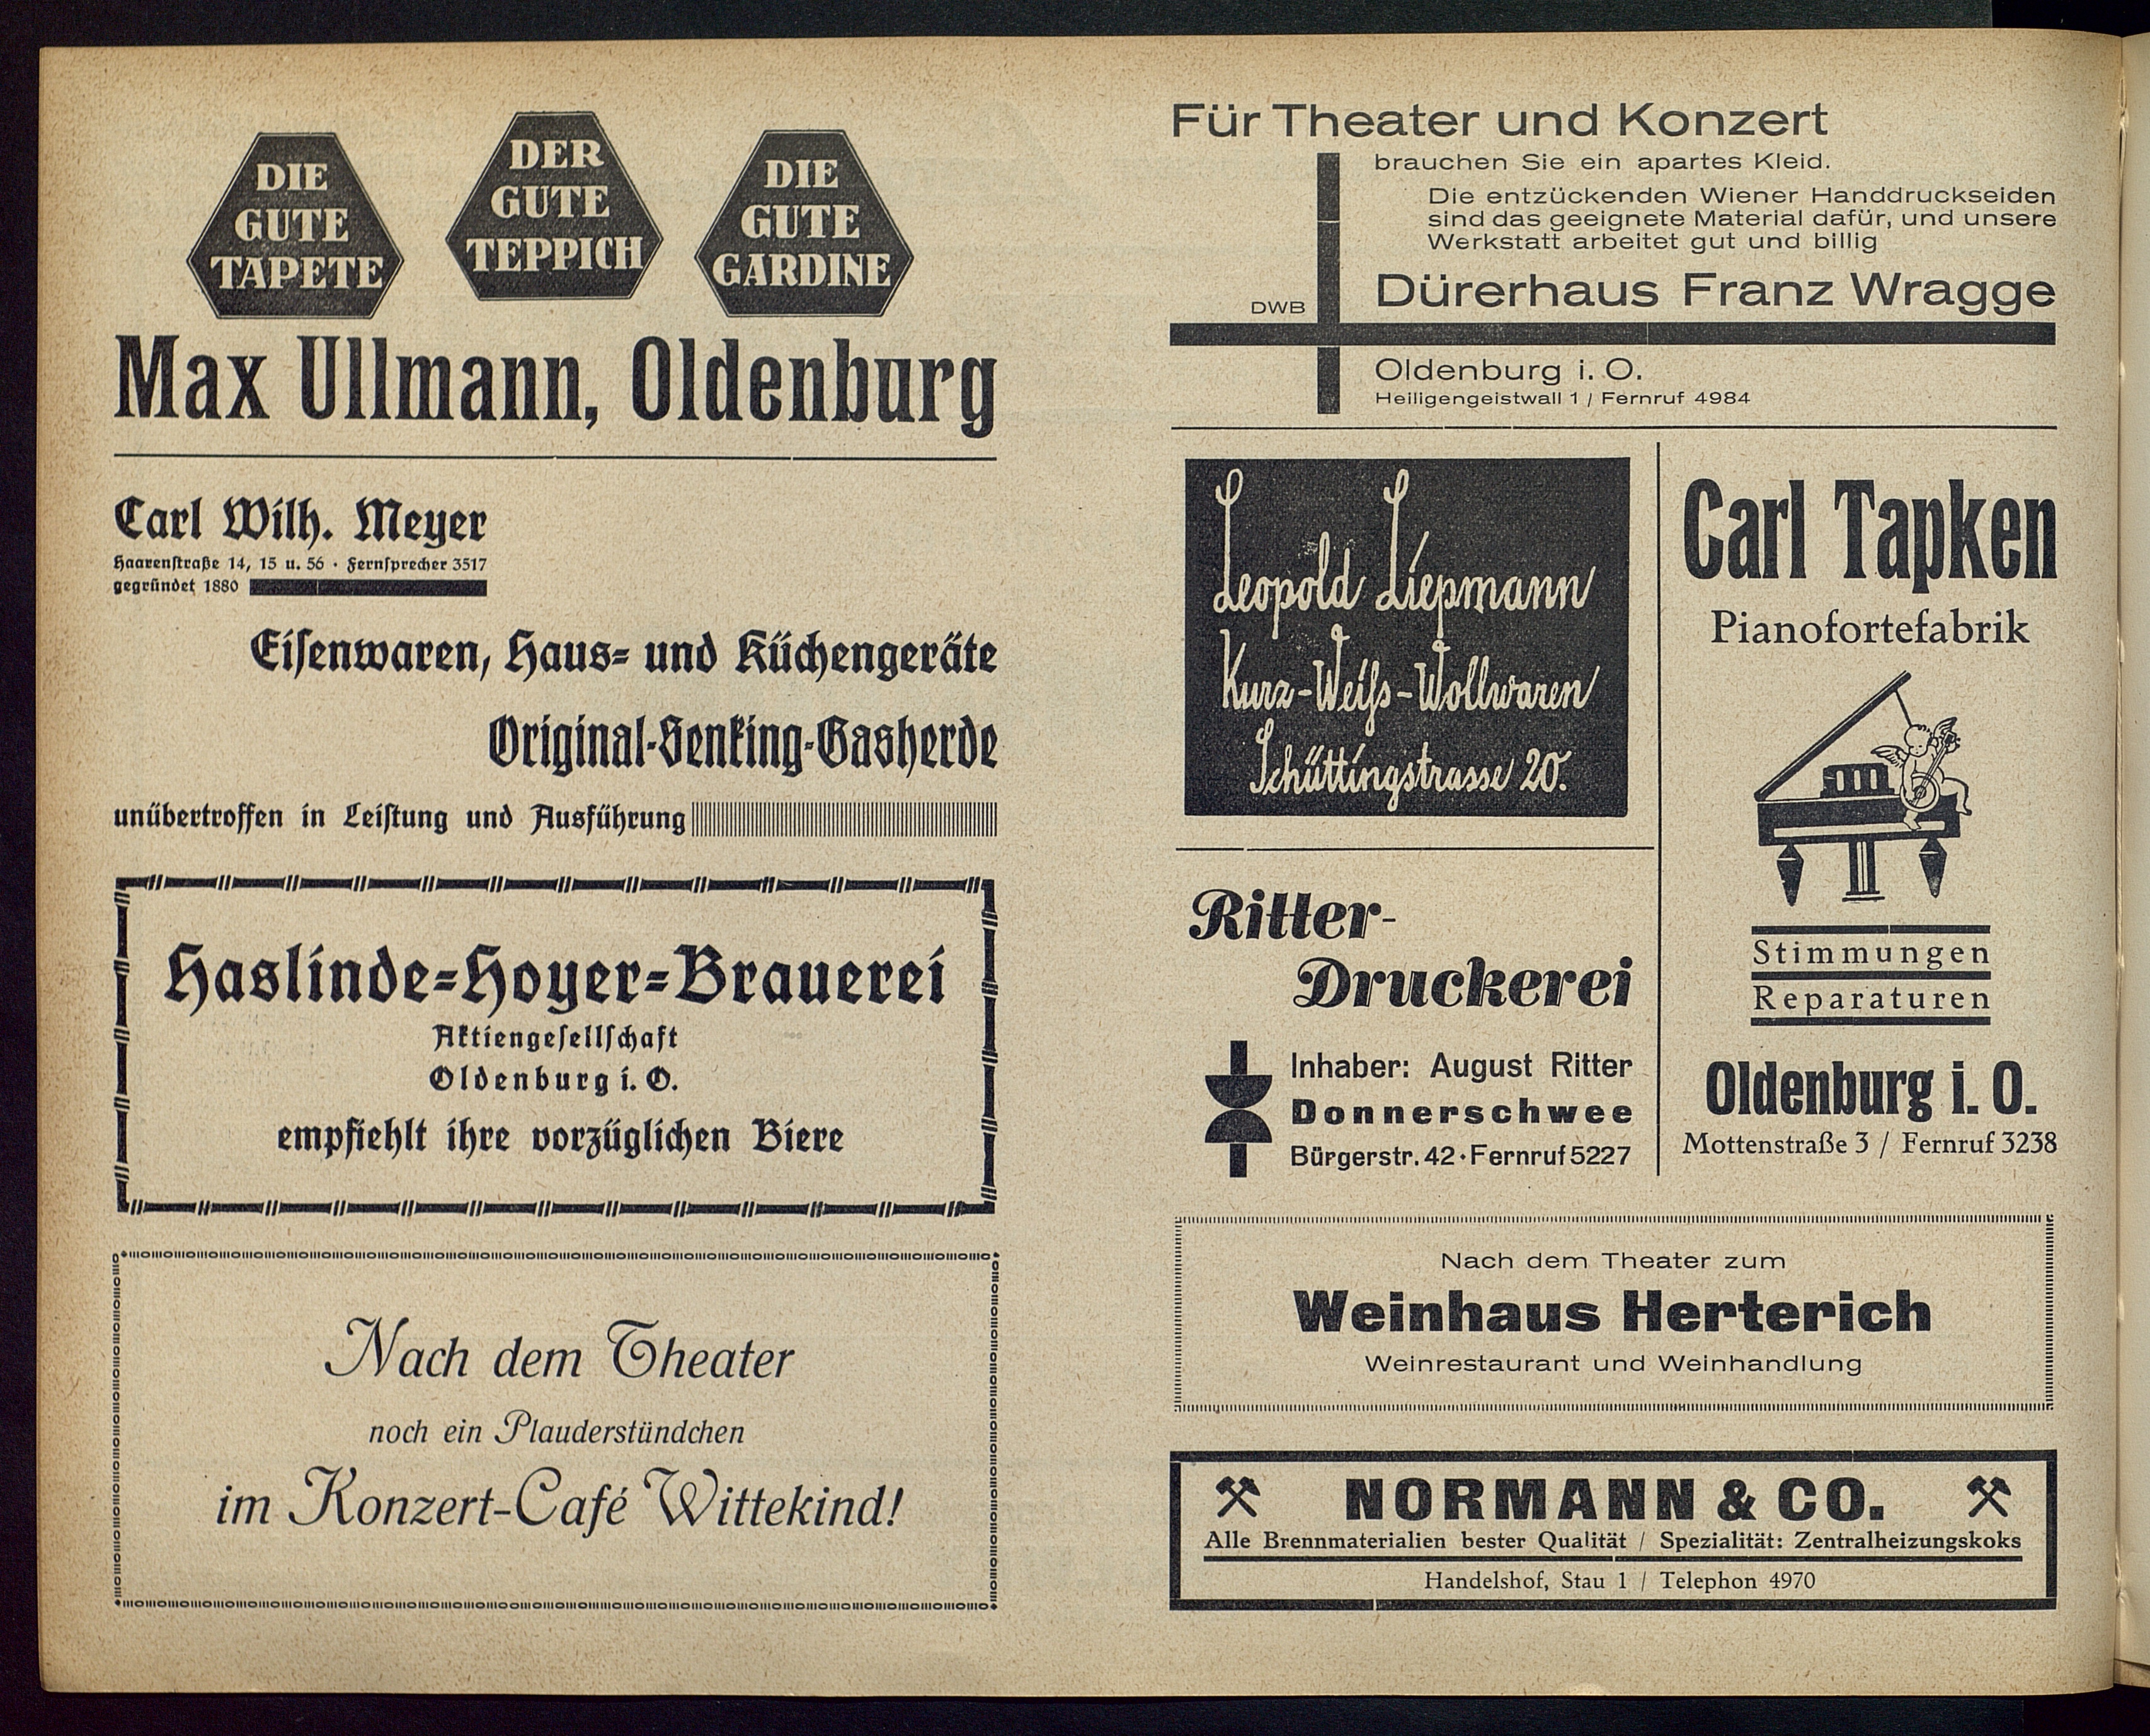 DIE
GUTE
TAPETE
DER
GUTE
TEPPICH
DIE
GUTE
GARDINE
Max Ullmann, Oldenburg
Carl Wilh. Meyer
Haarenſtraße 14, 15 u. 56 · Fernſprecher 3517
gegründet 1880
Eiſenwaren, Haus- und Küchengeräte
Original-Senking-Gasherde
unübertroffen in Leiſtung und Ausführung
Haslinde-Hoyer-Brauerei
Aktiengeſellſchaft
Oldenburg i. O.
empfiehlt ihre vorzüglichen Biere
Nach dem Theater
noch ein Plauderstündchen
im Konzert-Café Wittekind!
Für Theater und Konzert
brauchen Sie ein apartes Kleid.
Die entzückenden Wiener Handdruckseiden
sind das geeignete Material dafür, und unsere
Werkstatt arbeitet gut und billig
DWB
Dürerhaus Franz Wragge
Oldenburg i. O.
Heiligengeistwall 1 / Fernruf 4984
Leopold Liepmann
Kurz-Weiſs-Wollwaren
Schüttingstrasse 20.
Ritter-
Druckerei
Inhaber: August Ritter
Donnerschwee
Bürgerstr. 42 · Fernruf 5227
Carl Tapken
Pianofortefabrik
Stimmungen
Reparaturen
Oldenburg i. O.
Mottenstraße 3 / Fernruf 3238
Nach dem Theater zum
Weinhaus Herterich
Weinrestaurant und Weinhandlung
NORMANN & CO.
Alle Brennmaterialien bester Qualität / Spezialität: Zentralheizungskoks
Handelshof, Stau 1 / Telephon 4970